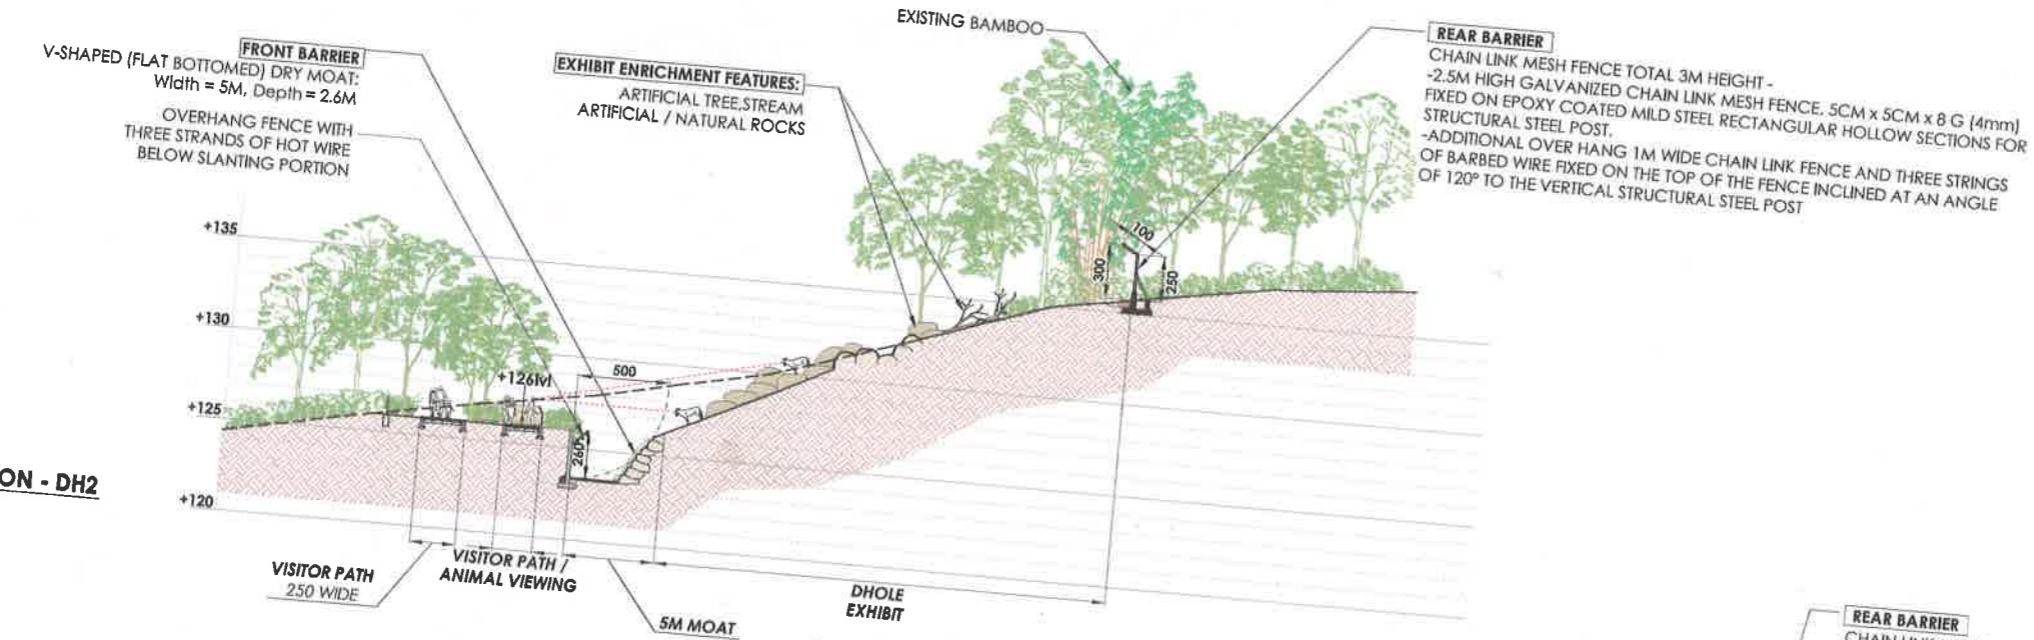 EXISTING BAMBOO
FRONT BARRIER
V-SHAPED (FLAT BOTTOMED) DRY MOAT:
Width = 5M, Depth = 2.6M
OVERHANG FENCE WITH
THREE STRANDS OF HOT WIRE
BELOW SLANTING PORTION
EXHIBIT ENRICHMENT FEATURES:
ARTIFICIAL TREE,STREAM
ARTIFICIAL / NATURAL ROCKS
REAR BARRIER
CHAIN LINK MESH FENCE TOTAL 3M HEIGHT -
-2.5M HIGH GALVANIZED CHAIN LINK MESH FENCE. 5CM x 5CM x 8 G (4mm)
FIXED ON EPOXY COATED MILD STEEL RECTANGULAR HOLLOW SECTIONS FOR
STRUCTURAL STEEL POST.
-ADDITIONAL OVER HANG 1M WIDE CHAIN LINK FENCE AND THREE STRINGS
OF BARBED WIRE FIXED ON THE TOP OF THE FENCE INCLINED AT AN ANGLE
OF 120° TO THE VERTICAL STRUCTURAL STEEL POST
+135
100
300
250
+130
+126lvl
500
+125
260
ON - DH2
+120
VISITOR PATH
250 WIDE
VISITOR PATH /
ANIMAL VIEWING
5M MOAT
DHOLE
EXHIBIT
REAR BARRIER